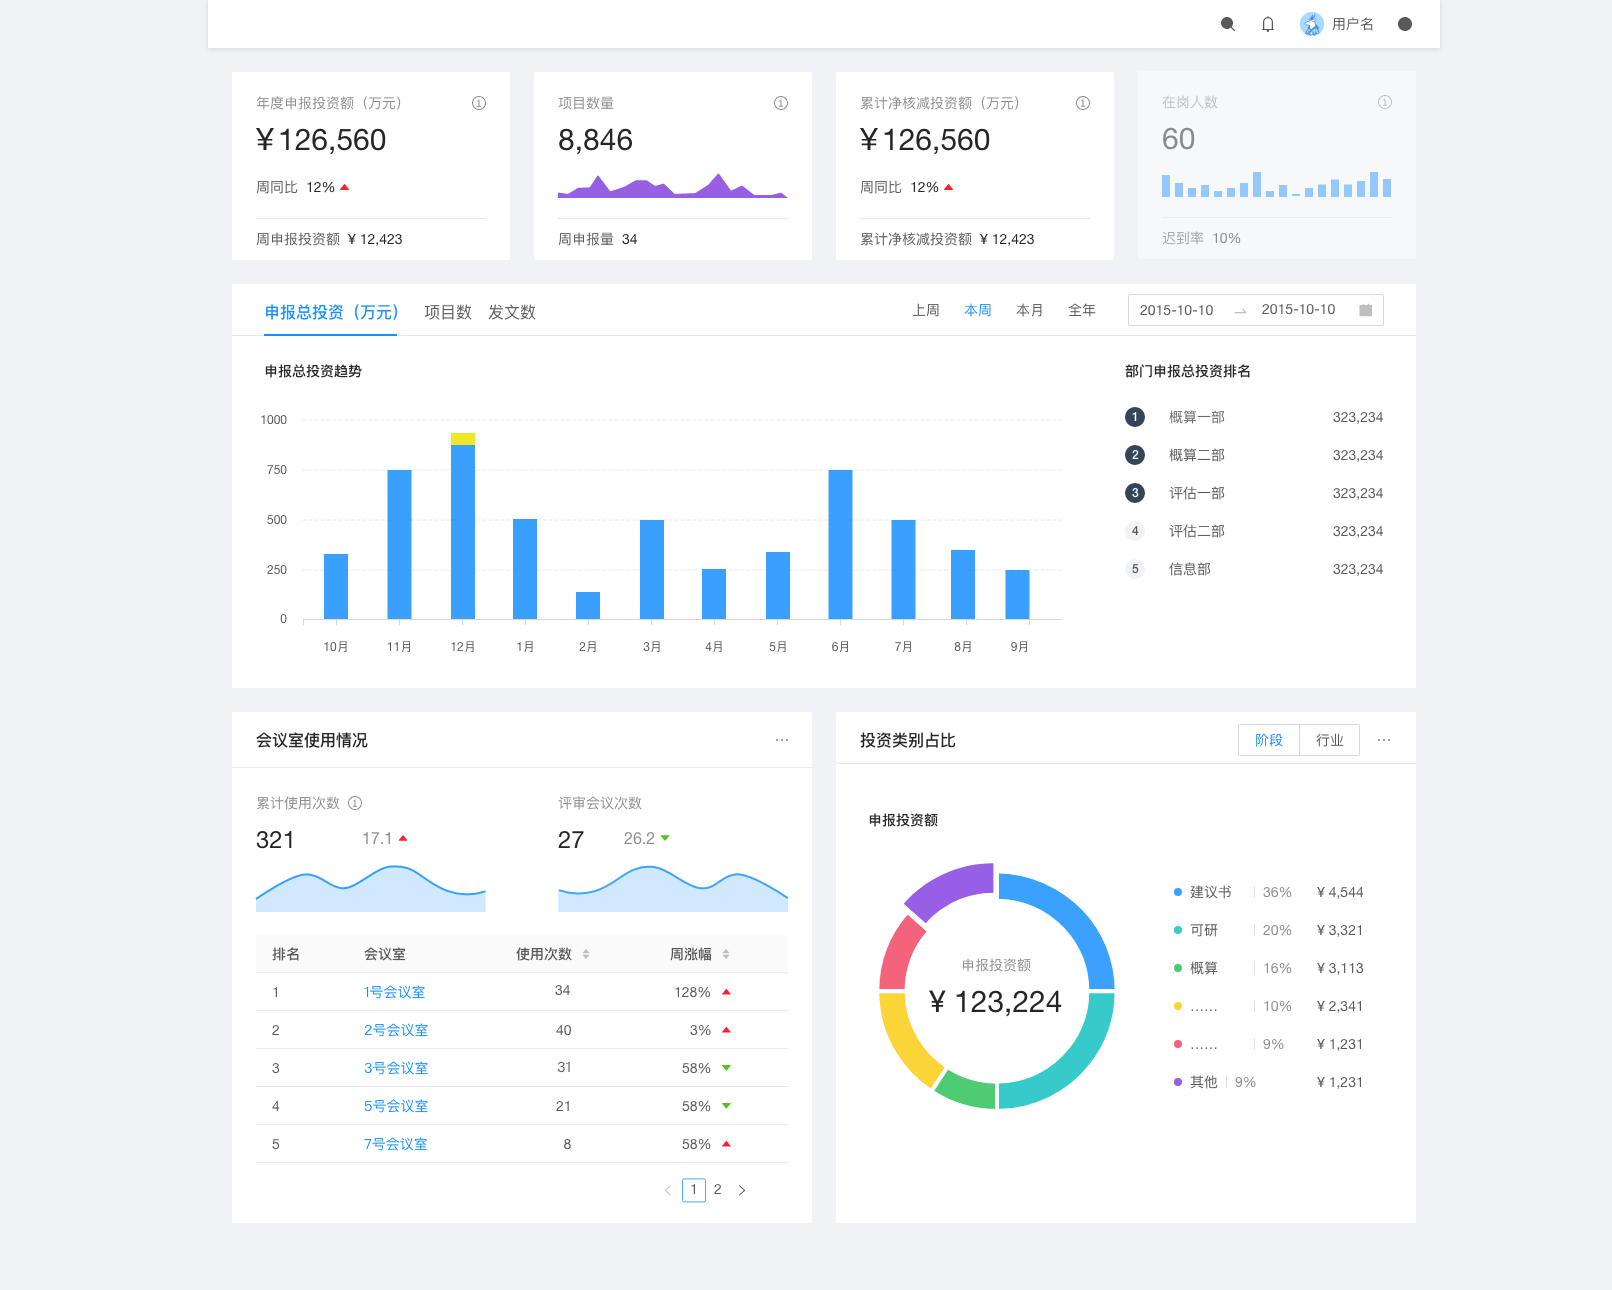 用户名
年度申报投资额（万元）
¥ 126,560
周同比 12%
周申报投资额 ¥ 12,423
项目数量
8,846
周申报量 34
累计净核减投资额（万元）
¥ 126,560
周同比 12%
累计净核减投资额 ¥ 12,423
在岗人数
60
迟到率 10%
申报总投资（万元） 项目数 发文数
上周 本周 本月 全年 2015-10-10 2015-10-10
申报总投资趋势
1000
750
500
250
0
10月 11月 12月 1月 2月 3月 4月 5月 6月 7月 8月 9月
部门申报总投资排名
1 概算一部 323,234
2 概算二部 323,234
3 评估一部 323,234
4 评估二部 323,234
5 信息部 323,234
会议室使用情况 ···
累计使用次数
321 17.1
评审会议次数
27 26.2
排名 会议室 使用次数 周涨幅
1 1号会议室 34 128%
2 2号会议室 40 3%
3 3号会议室 31 58%
4 5号会议室 21 58%
5 7号会议室 8 58%
< 1 2 >
投资类别占比 阶段 行业 ···
申报投资额
申报投资额
¥ 123,224
建议书 36% ¥ 4,544
可研 20% ¥ 3,321
概算 16% ¥ 3,113
…… 10% ¥ 2,341
…… 9% ¥ 1,231
其他 9% ¥ 1,231